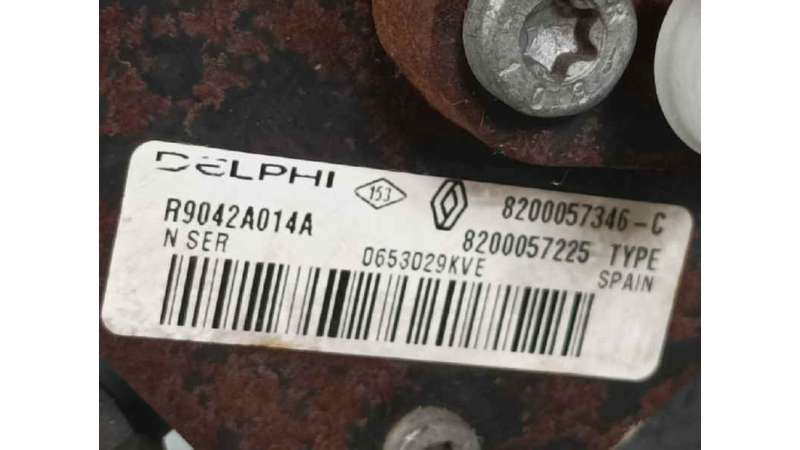 DELPHI 153 8200057346-C
R9042A014A 8200057225 TYPE
N SER 0653029KVE SPAIN